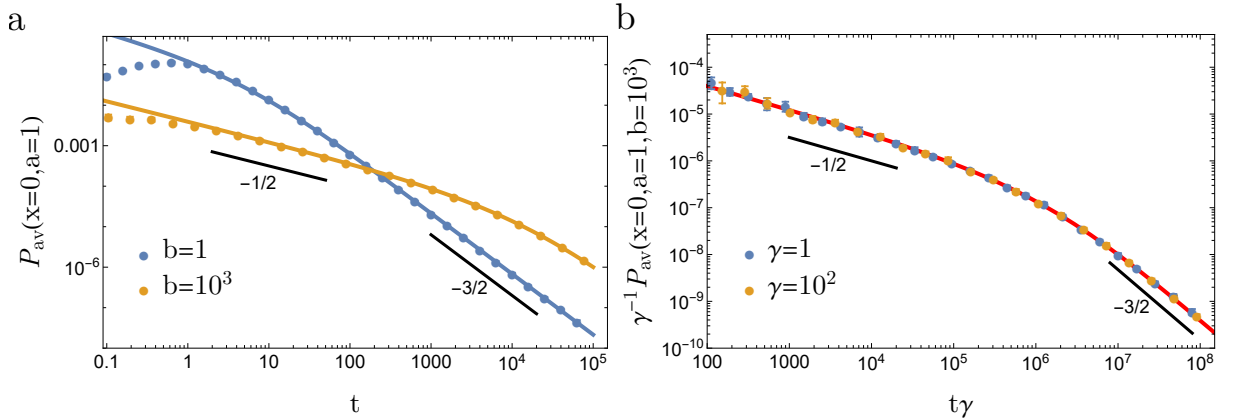 a
P_av(x=0,a=1)
0.001
10^-6
−1/2
−3/2
b=1
b=10^3
0.1 1 10 100 1000 10^4 10^5
t
b
γ^-1 P_av(x=0,a=1,b=10^3)
10^-4
10^-5
10^-6
10^-7
10^-8
10^-9
10^-10
−1/2
−3/2
γ=1
γ=10^2
100 1000 10^4 10^5 10^6 10^7 10^8
tγ